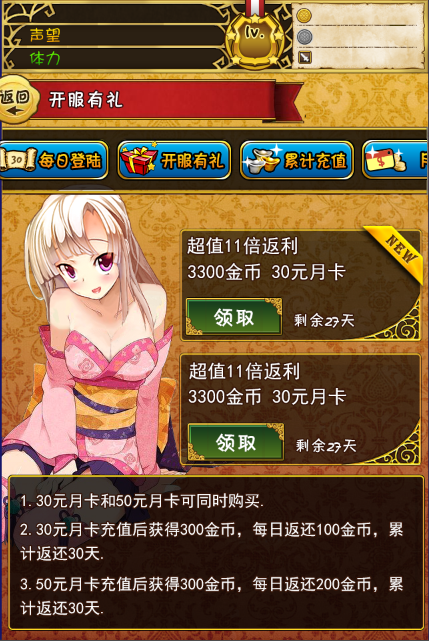 声望
lv.
体力
返回
开服有礼
30
每日登陆
开服有礼
累计充值
超值11倍返利
NEW
3300金币 30元月卡
领取
剩余27天
超值11倍返利
3300金币 30元月卡
领取
剩余27天
1.30元月卡和50元月卡可同时购买.
2.30元月卡充值后获得300金币，每日返还100金币，累
计返还30天.
3.50元月卡充值后获得300金币，每日返还200金币，累
计返还30天.